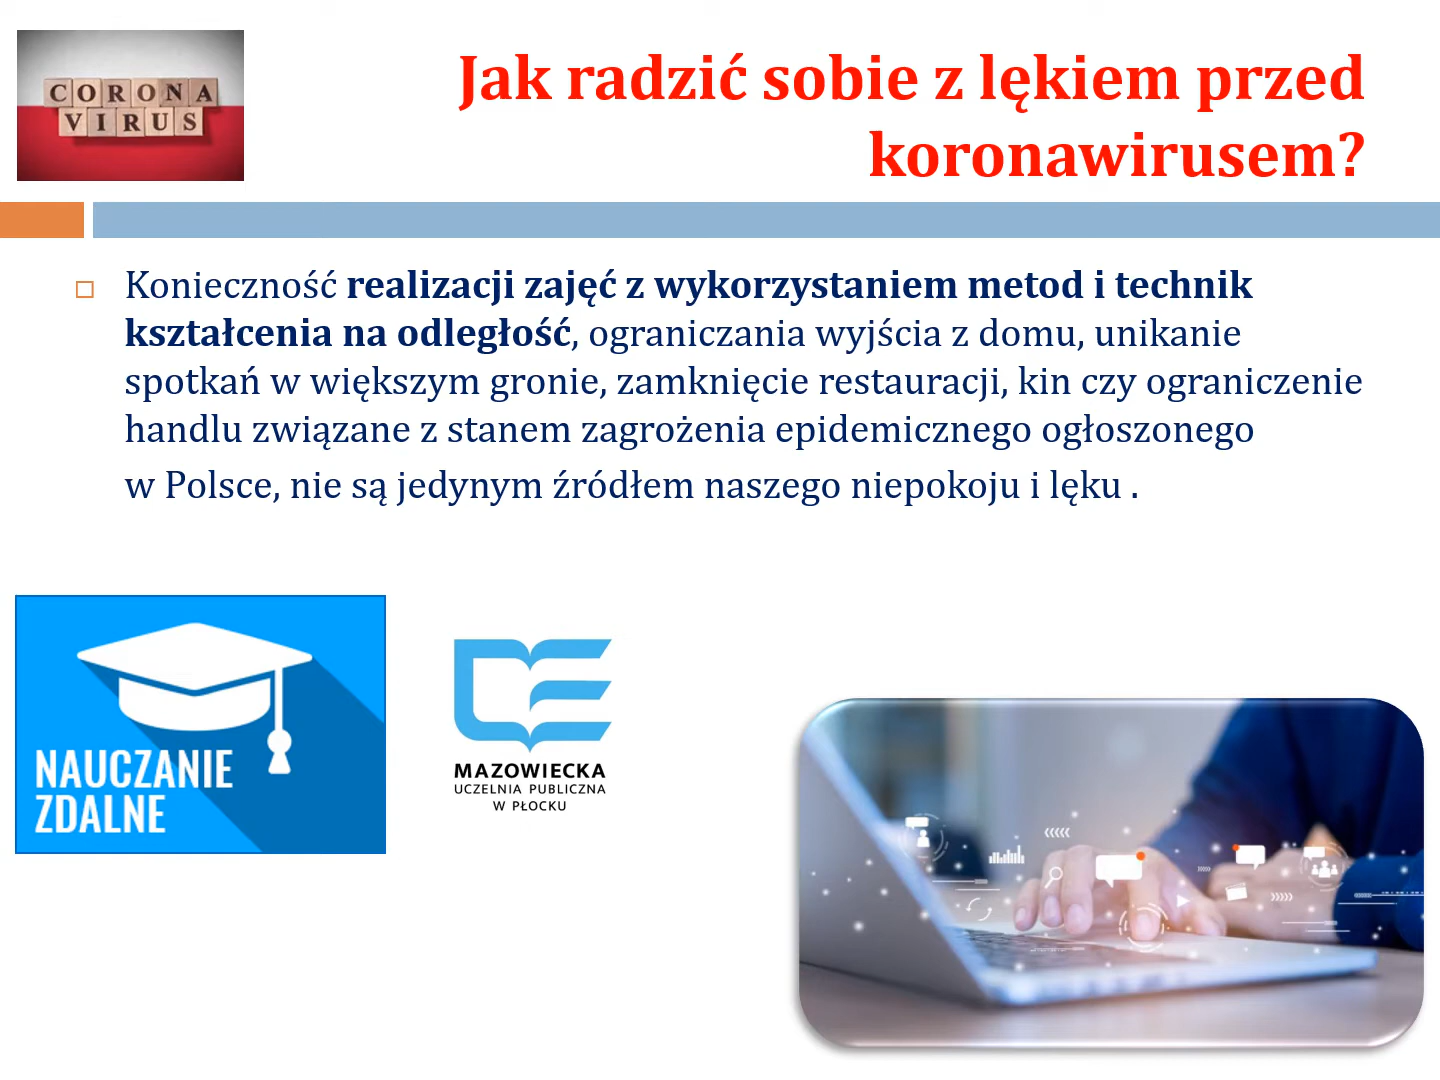 CORONA
VIRUS
Jak radzić sobie z lękiem przed
koronawirusem?
Konieczność realizacji zajęć z wykorzystaniem metod i technik
kształcenia na odległość, ograniczania wyjścia z domu, unikanie
spotkań w większym gronie, zamknięcie restauracji, kin czy ograniczenie
handlu związane z stanem zagrożenia epidemicznego ogłoszonego
w Polsce, nie są jedynym źródłem naszego niepokoju i lęku .
NAUCZANIE
ZDALNE
MAZOWIECKA
UCZELNIA PUBLICZNA
W PŁOCKU